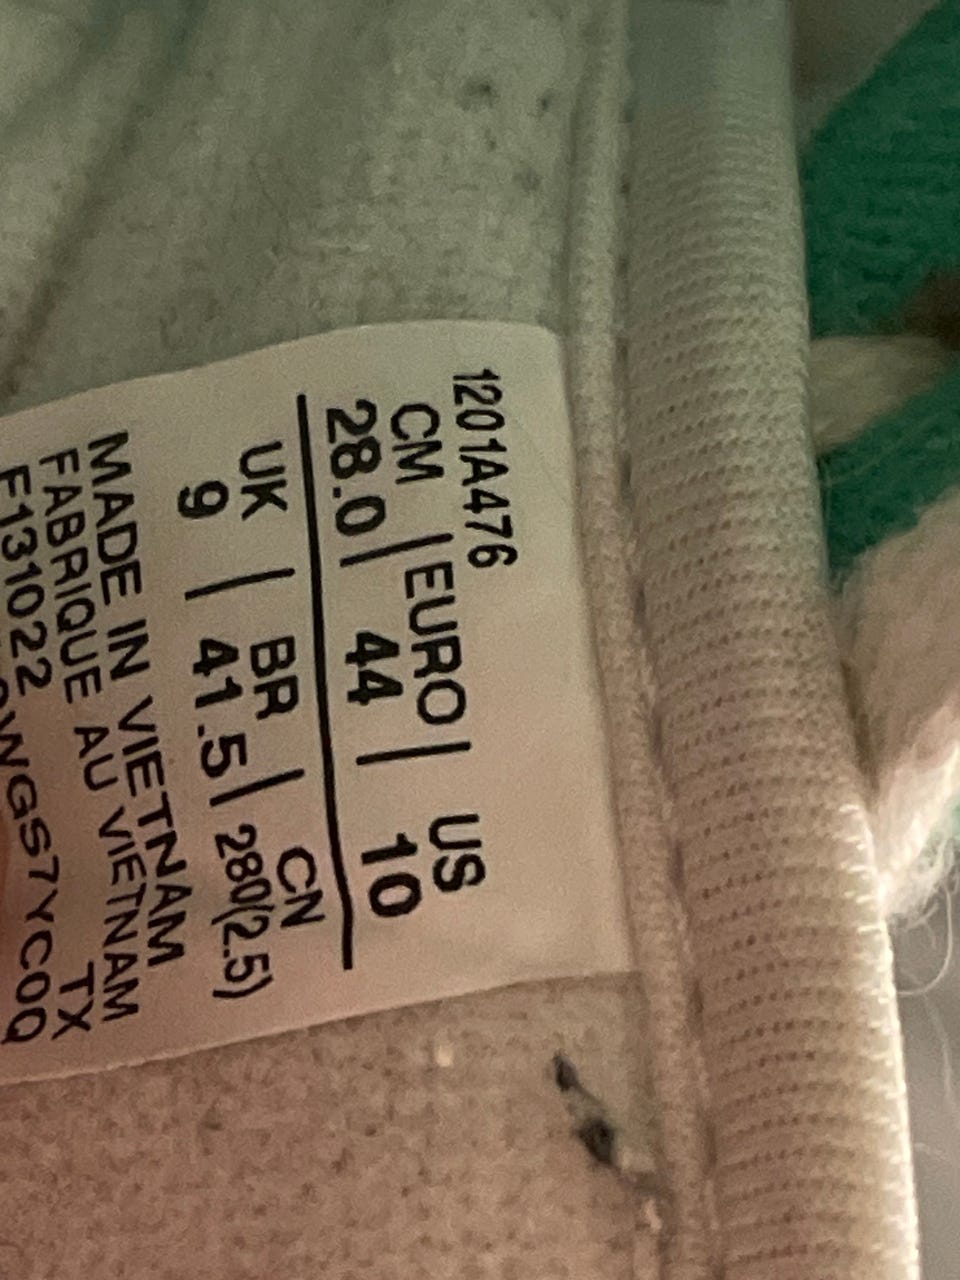 1201A476
CM | EURO | US
28.0 | 44 | 10
UK | BR | CN
9 | 41.5 | 280(2.5)
MADE IN VIETNAM
FABRIQUE AU VIETNAM
F131022 TX